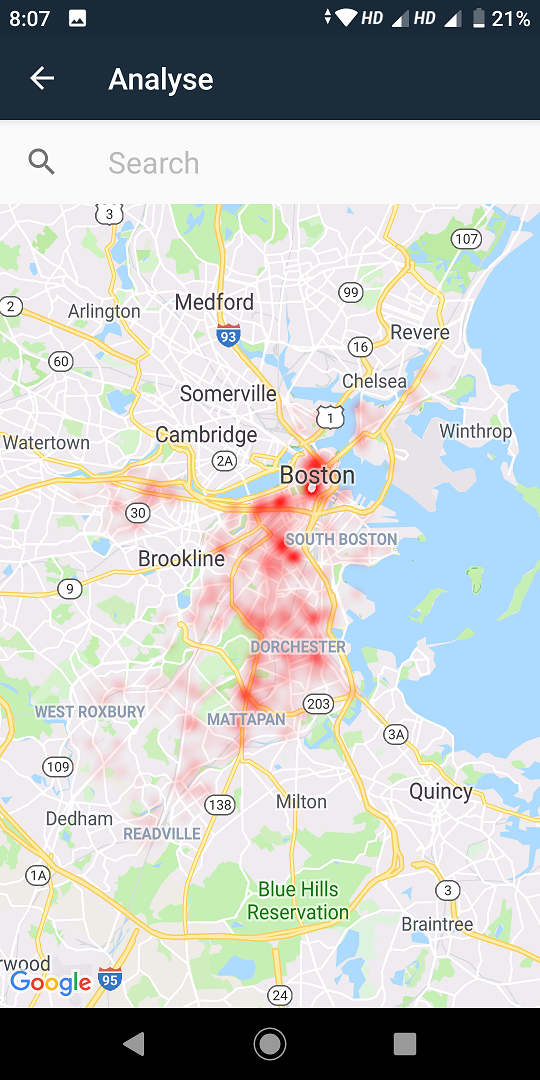 8:07
HD
HD
21%
Analyse
Search
3
107
99
2
Arlington
Medford
93
Revere
16
60
Chelsea
Somerville
1
Winthrop
Watertown
Cambridge
2A
Boston
30
SOUTH BOSTON
Brookline
9
DORCHESTER
203
WEST ROXBURY
MATTAPAN
3A
109
138
Milton
Quincy
Dedham
READVILLE
1A
Blue Hills
Reservation
3
Braintree
rwood
Google
95
24